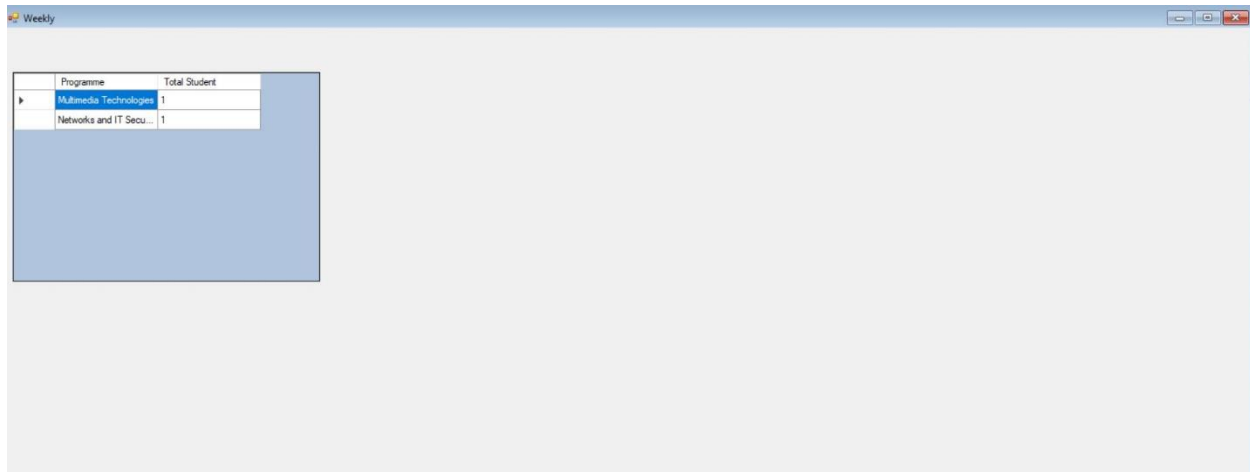 Weekly
Programme Total Student
Multimedia Technologies 1
Networks and IT Secu... 1